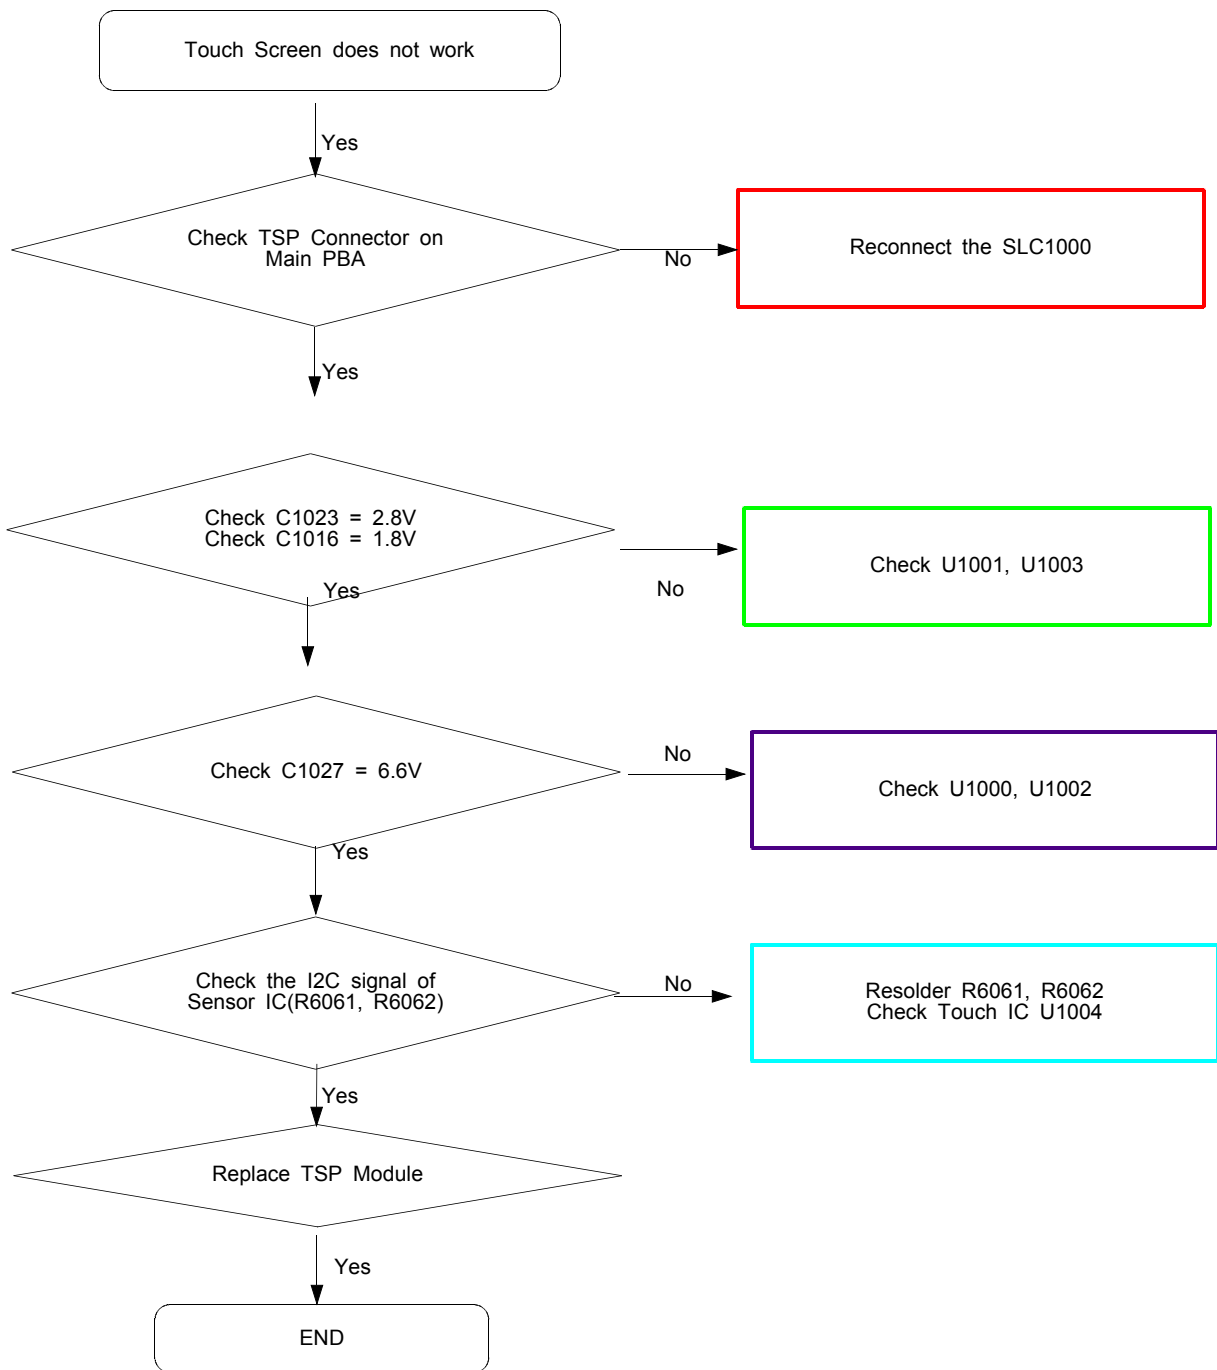 Touch Screen does not work
Yes
Check TSP Connector on
Main PBA
No
Reconnect the SLC1000
Yes
Check C1023 = 2.8V
Check C1016 = 1.8V
No
Check U1001, U1003
Yes
Check C1027 = 6.6V
No
Check U1000, U1002
Yes
Check the I2C signal of
Sensor IC(R6061, R6062)
No
Resolder R6061, R6062
Check Touch IC U1004
Yes
Replace TSP Module
Yes
END